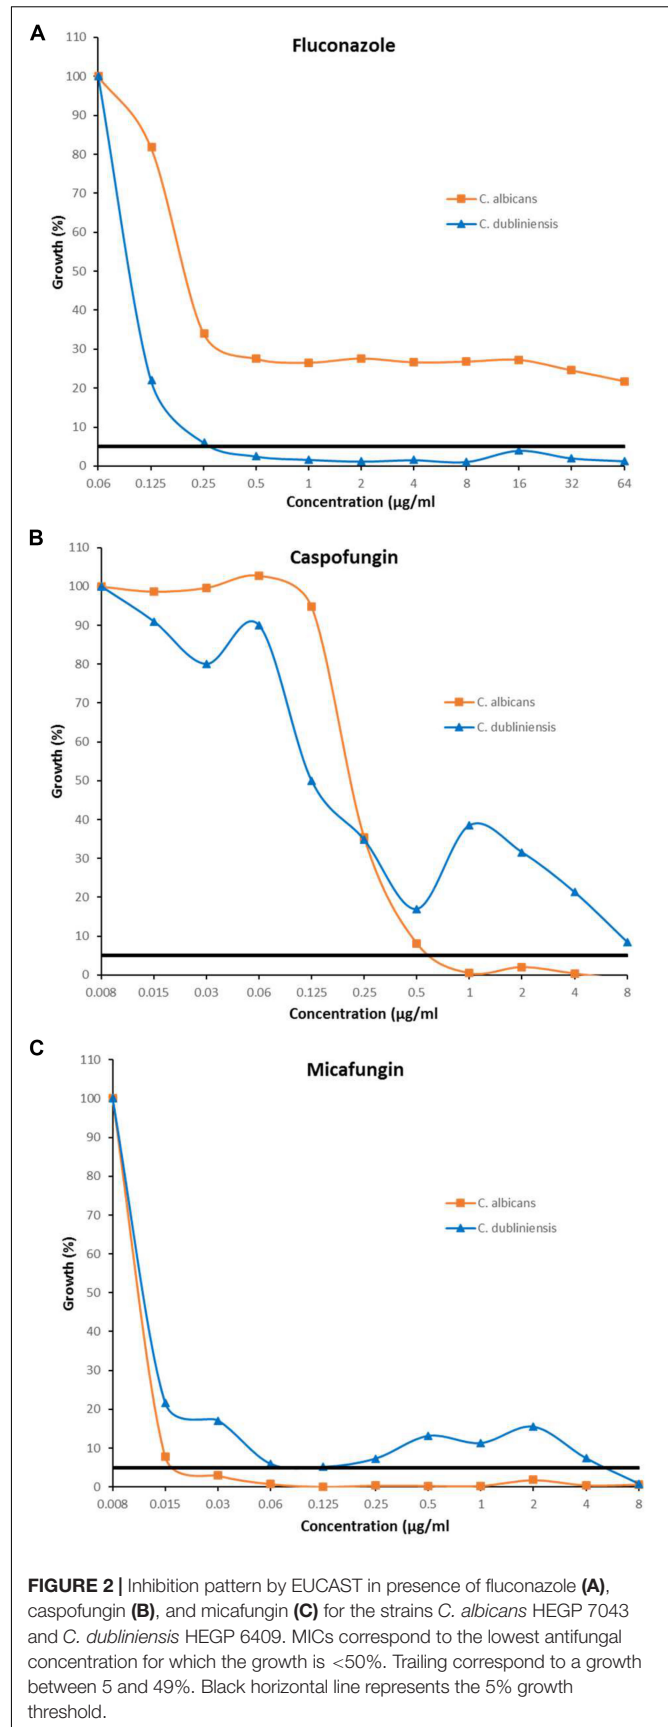 A
Fluconazole
110
100
90
80
70
60
50
40
30
20
10
0
Growth (%)
C. albicans
C. dubliniensis
0.06 0.125 0.25 0.5 1 2 4 8 16 32 64
Concentration (µg/ml
B
Caspofungin
110
100
90
80
70
60
50
40
30
20
10
0
Growth (%)
C. albicans
C. dubliniensis
0.008 0.015 0.03 0.06 0.125 0.25 0.5 1 2 4 8
Concentration (µg/ml
C
Micafungin
110
100
90
80
70
60
50
40
30
20
10
0
Growth (%)
C. albicans
C. dubliniensis
0.008 0.015 0.03 0.06 0.125 0.25 0.5 1 2 4 8
Concentration (µg/ml
FIGURE 2 | Inhibition pattern by EUCAST in presence of fluconazole (A),
caspofungin (B), and micafungin (C) for the strains C. albicans HEGP 7043
and C. dubliniensis HEGP 6409. MICs correspond to the lowest antifungal
concentration for which the growth is <50%. Trailing correspond to a growth
between 5 and 49%. Black horizontal line represents the 5% growth
threshold.